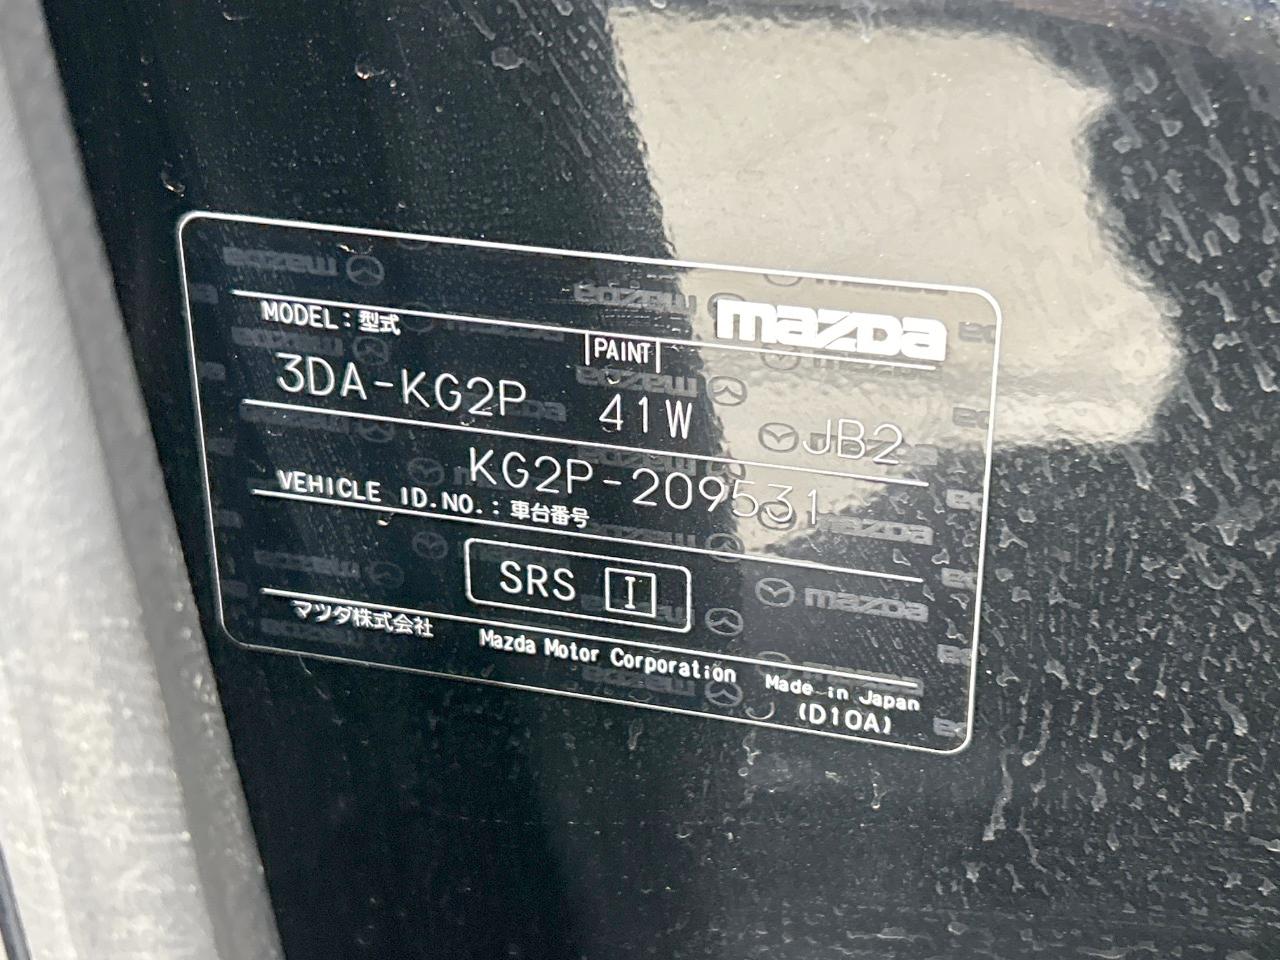 mazda
MODEL:型式
PAINT
3DA-KG2P 41W JB2
KG2P-209531
VEHICLE ID.NO.:車台番号
SRS I
マツダ株式会社 Mazda Motor Corporation Made in Japan
(D10A)